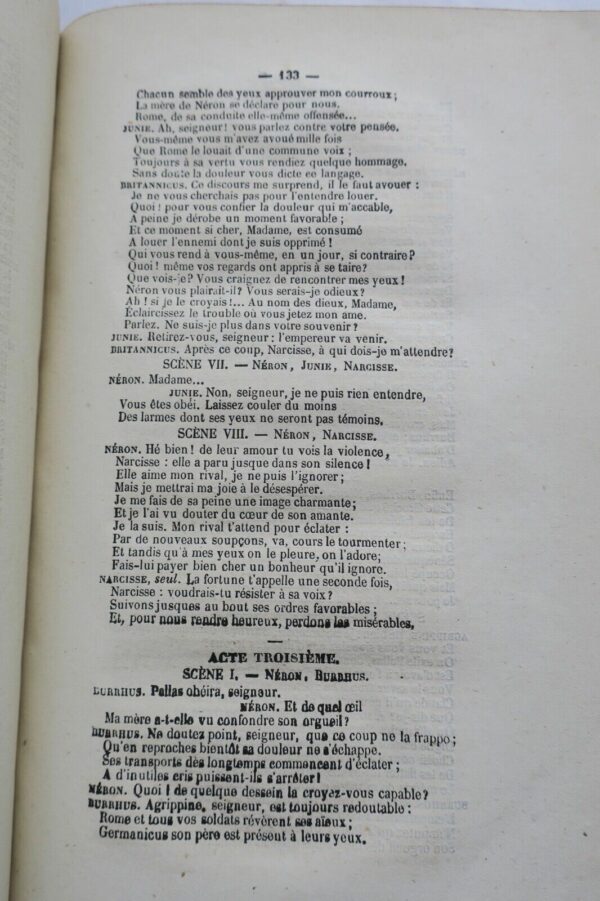 — 133 —
Chacun semble des yeux approuver mon courroux ;
La mère de Néron se déclare pour nous.
Rome, de sa conduite elle-même offensée...
JUNIE. Ah, seigneur! vous parlez contre votre pensée.
Vous-même vous m'avez avoué mille fois
Que Rome le louait d'une commune voix ;
Toujours à sa vertu vous rendiez quelque hommage.
Sans doute la douleur vous dicte ce langage.
BRITANNICUS. Ce discours me surprend, il le faut avouer :
Je ne vous cherchais pas pour l'entendre louer.
Quoi! pour vous confier la douleur qui m'accable,
A peine je dérobe un moment favorable ;
Et ce moment si cher, Madame, est consumé
A louer l'ennemi dont je suis opprimé !
Qui vous rend à vous-même, en un jour, si contraire?
Quoi! même vos regards ont appris à se taire?
Que vois-je? Vous craignez de rencontrer mes yeux!
Néron vous plairait-il? Vous serais-je odieux?
Ah ! si je le croyais!... Au nom des dieux, Madame,
Éclaircissez le trouble où vous jetez mon ame.
Parlez. Ne suis-je plus dans votre souvenir?
JUNIE. Retirez-vous, seigneur : l'empereur va venir.
BRITANNICUS. Après ce coup, Narcisse, à qui dois-je m'attendre?
SCÈNE VII. — NÉRON, JUNIE, NARCISSE.
NÉRON. Madame...
JUNIE. Non, seigneur, je ne puis rien entendre,
Vous êtes obéi. Laissez couler du moins
Des larmes dont ses yeux ne seront pas témoins.
SCÈNE VIII. — NÉRON, NARCISSE.
NÉRON. Hé bien! de leur amour tu vois la violence,
Narcisse : elle a paru jusque dans son silence!
Elle aime mon rival, je ne puis l'ignorer;
Mais je mettrai ma joie à le désespérer.
Je me fais de sa peine une image charmante;
Et je l'ai vu douter du cœur de son amante.
Je la suis. Mon rival t'attend pour éclater :
Par de nouveaux soupçons, va, cours le tourmenter;
Et tandis qu'à mes yeux on le pleure, on l'adore;
Fais-lui payer bien cher un bonheur qu'il ignore.
NARCISSE, seul. La fortune t'appelle une seconde fois,
Narcisse : voudrais-tu résister à sa voix?
Suivons jusques au bout ses ordres favorables ;
Et, pour nous rendre heureux, perdons les misérables.
ACTE TROISIÈME.
SCÈNE I. — NÉRON, BURRHUS.
BURRHUS. Pallas obéira, seigneur.
NÉRON. Et de quel œil
Ma mère a-t-elle vu confondre son orgueil?
BURRHUS. Ne doutez point, seigneur, que ce coup ne la frappe;
Qu'en reproches bientôt sa douleur ne s'échappe.
Ses transports dès longtemps commencent d'éclater ;
A d'inutiles cris puissent-ils s'arrêter!
NÉRON. Quoi ! de quelque dessein la croyez-vous capable?
BURRHUS. Agrippine, seigneur, est toujours redoutable :
Rome et tous vos soldats révèrent ses aïeux;
Germanicus son père est présent à leurs yeux.